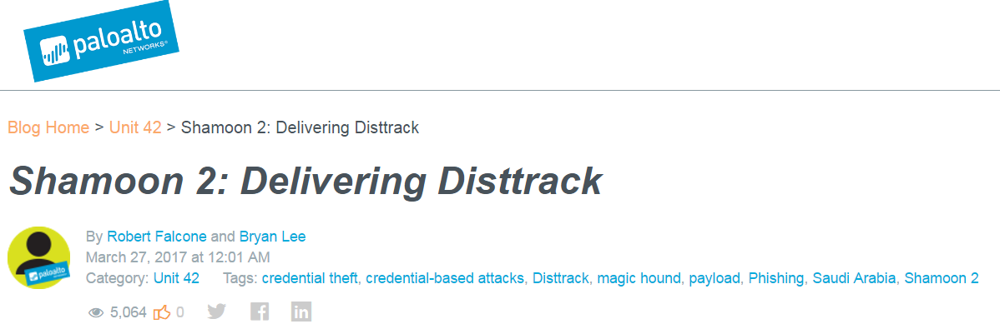 paloalto
NETWORKS®
Blog Home > Unit 42 > Shamoon 2: Delivering Disttrack
Shamoon 2: Delivering Disttrack
By Robert Falcone and Bryan Lee
March 27, 2017 at 12:01 AM
paloalto
Category: Unit 42 Tags: credential theft, credential-based attacks, Disttrack, magic hound, payload, Phishing, Saudi Arabia, Shamoon 2
5,064 0